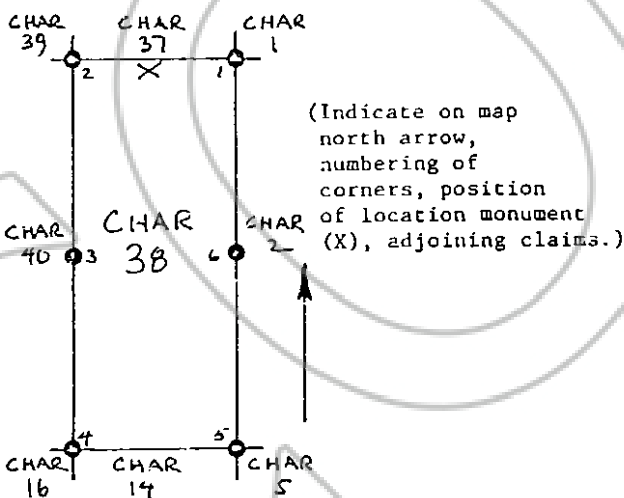 CHAR 39
CHAR 37
CHAR 1
X
2
1
(Indicate on map
north arrow,
numbering of
corners, position
of location monument
(X), adjoining claims.)
CHAR 40
3
CHAR 38
6
CHAR 2
4
5
CHAR 16
CHAR 14
CHAR 5